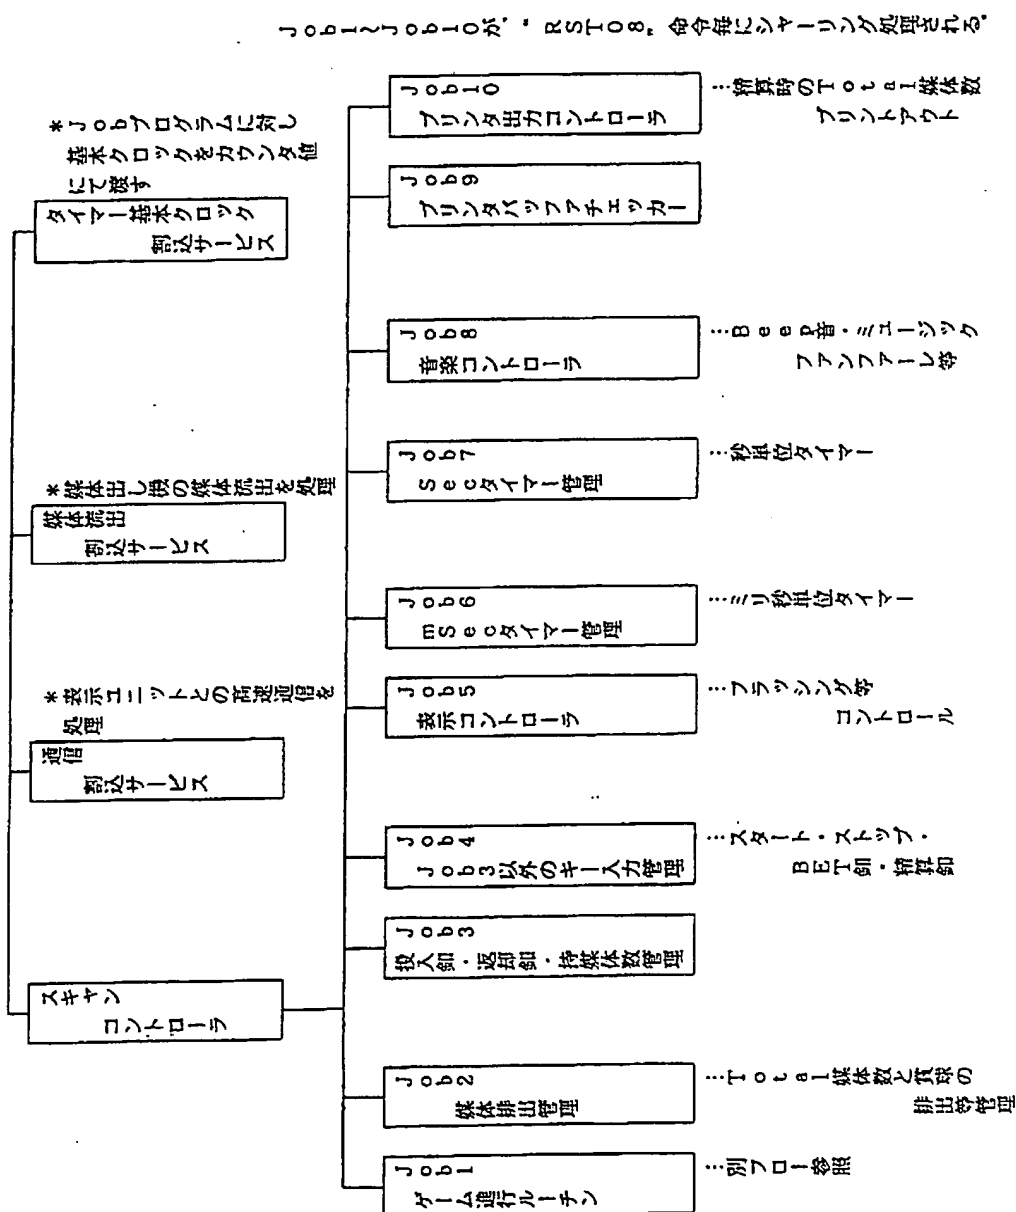 スキャン
コントローラ
*表示ユニットとの高速通信を
処理
通信
割込サービス
*媒体出し機の媒体流出を処理
媒体流出
割込サービス
*Jobプログラムに対し
基本クロックをカウンタ値
にて渡す
タイマー基本クロック
割込サービス
Job1
ゲーム進行ルーチン
…別フロー参照
Job2
媒体排出管理
…Total媒体数と賞球の
排出等管理
Job3
投入釦・返却釦・持媒体数管理
Job4
Job3以外のキー入力管理
…スタート・ストップ・
BET釦・精算釦
Job5
表示コントローラ
…フラッシング等
コントロール
Job6
mSecタイマー管理
…ミリ秒単位タイマー
Job7
Secタイマー管理
…秒単位タイマー
Job8
音楽コントローラ
…Beep音・ミュージック
ファンファーレ等
Job9
プリンタバッファチェッカー
Job10
プリンタ出力コントローラ
…精算時のTotal媒体数
プリントアウト
Job1~Job10が、“RST08„命令毎にシャーリング処理される。